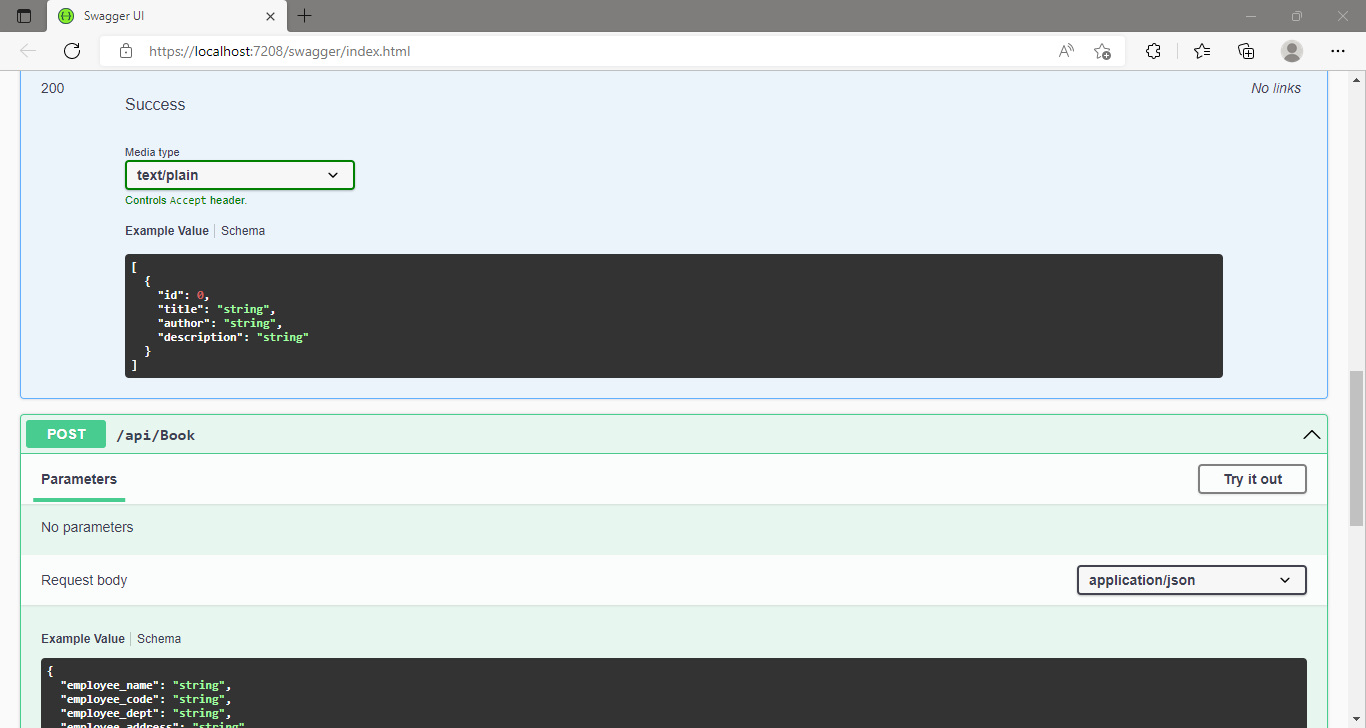 Swagger UI
https://localhost:7208/swagger/index.html
200
Success
No links
Media type
text/plain
Controls Accept header.
Example Value Schema
[
{
"id": 0,
"title": "string",
"author": "string",
"description": "string"
}
]
POST /api/Book
Parameters
Try it out
No parameters
Request body
application/json
Example Value Schema
{
"employee_name": "string",
"employee_code": "string",
"employee_dept": "string",
"employee_address": "string"